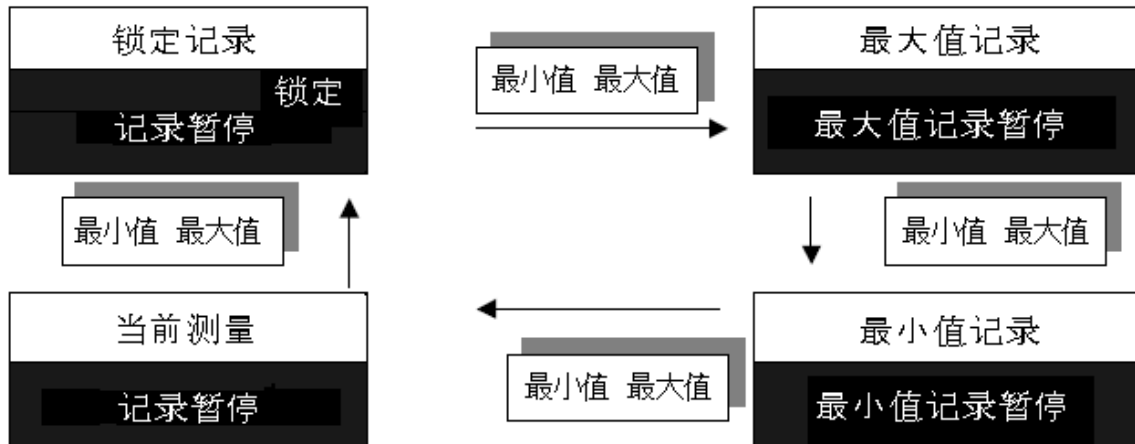 锁定记录
锁定
记录暂停
最小值 最大值
最大值记录
最大值记录暂停
最小值 最大值
最小值 最大值
当前测量
记录暂停
最小值 最大值
最小值记录
最小值记录暂停